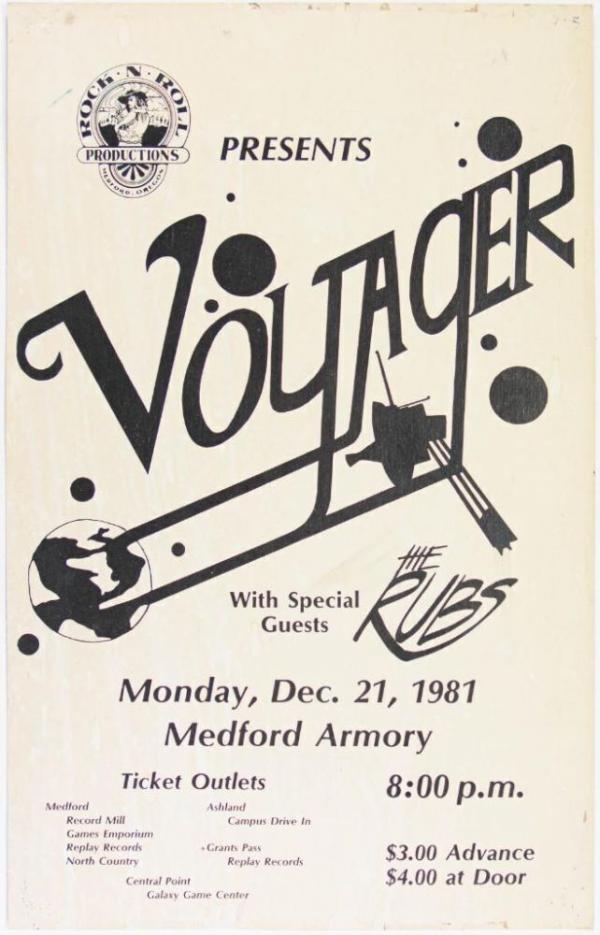 ROCK · N · ROLL
PRODUCTIONS
MEDFORD, OREGON
PRESENTS
VOYAGER
With Special
Guests
THE
RUBS
Monday, Dec. 21, 1981
Medford Armory
Ticket Outlets
Medford
Record Mill
Games Emporium
Replay Records
North Country
Ashland
Campus Drive In
Grants Pass
Replay Records
Central Point
Galaxy Game Center
8:00 p.m.
$3.00 Advance
$4.00 at Door